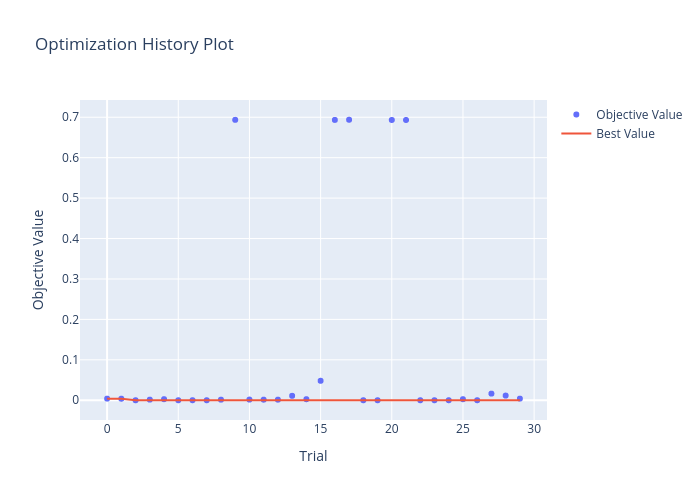 Optimization History Plot
Objective Value
Best Value
0.7
0.6
0.5
0.4
0.3
0.2
0.1
0
Objective Value
0 5 10 15 20 25 30
Trial